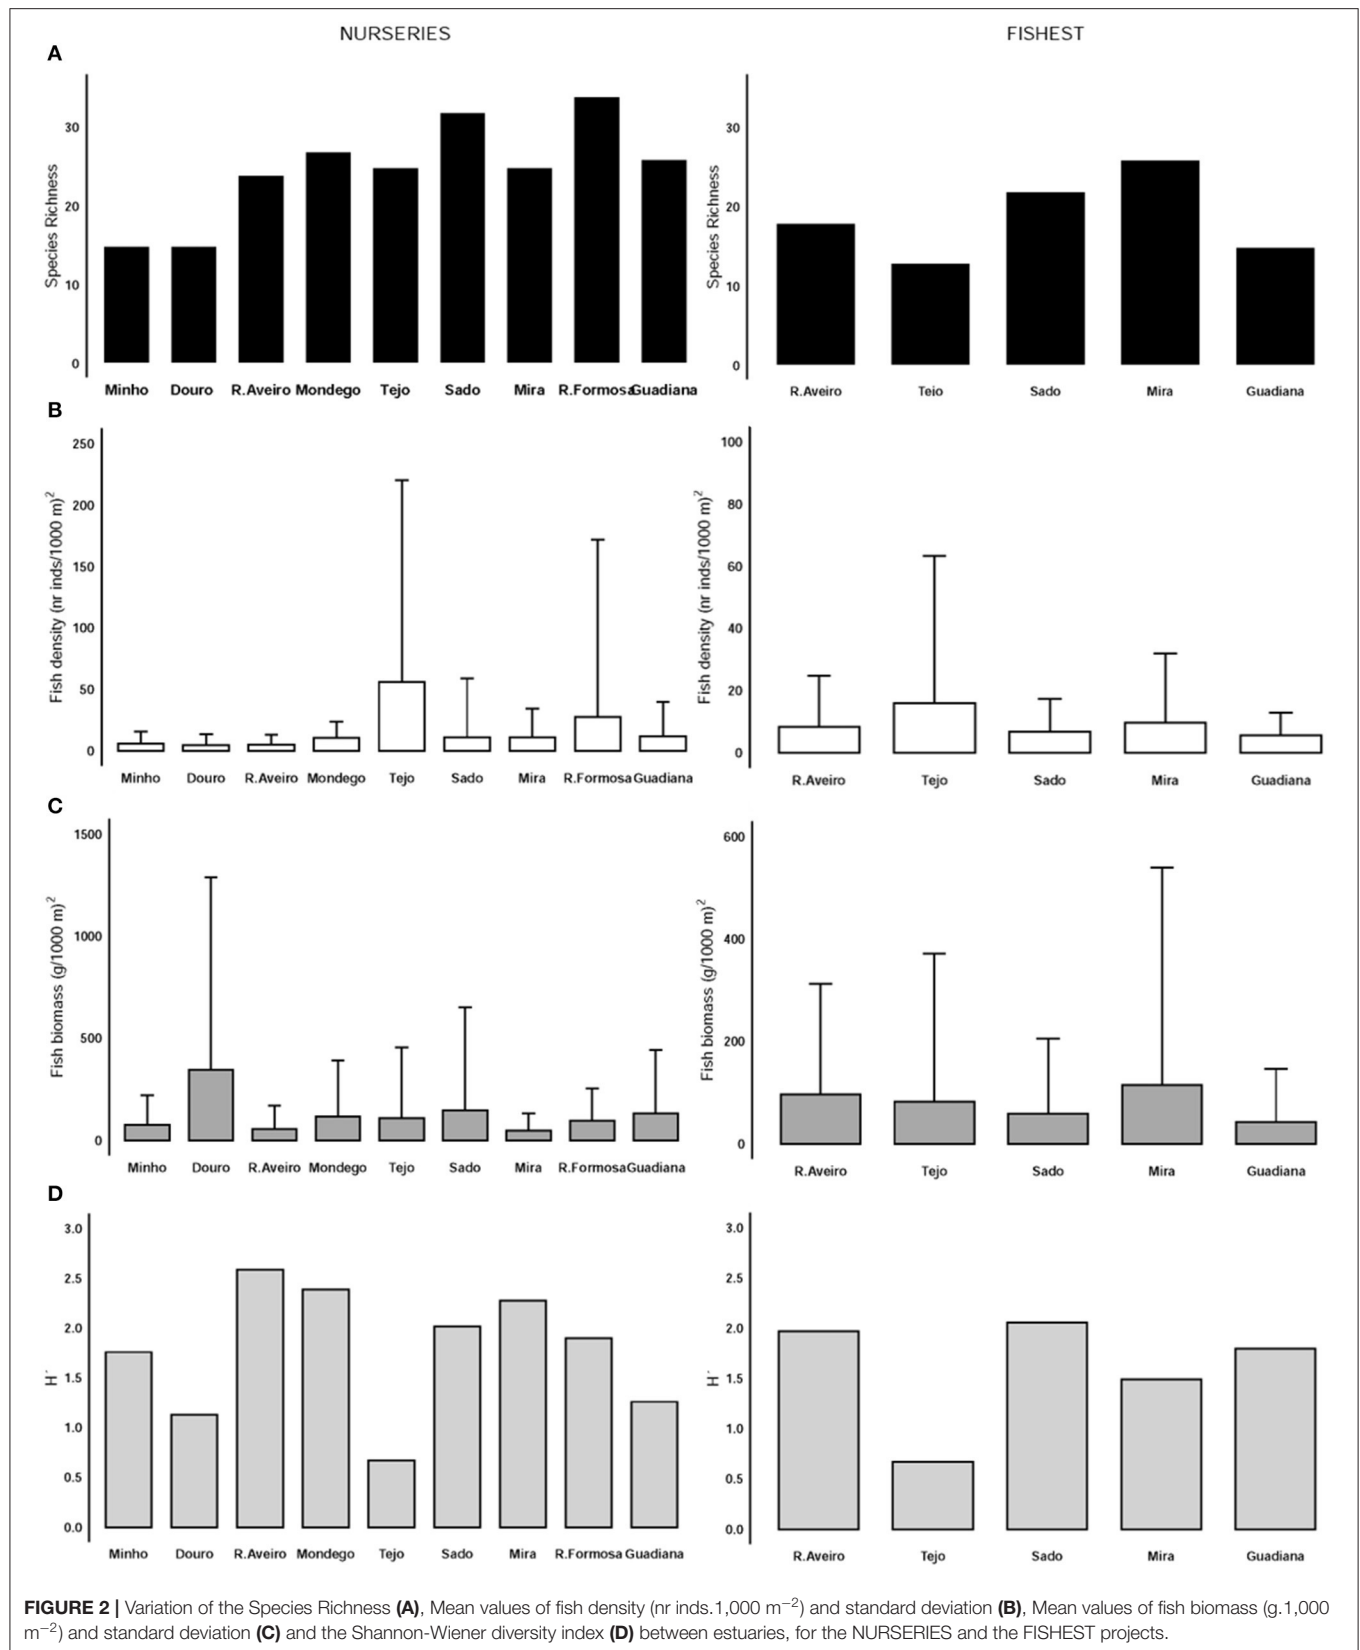 NURSERIES FISHEST
A
30
20
10
0
Species Richness
Minho Douro R.Aveiro Mondego Tejo Sado Mira R.Formosa Guadiana
30
20
10
0
Species Richness
R.Aveiro Teio Sado Mira Guadiana
B
250
200
150
100
50
0
Fish density (nr inds/1000 m)²
Minho Douro R.Aveiro Mondego Tejo Sado Mira R.Formosa Guadiana
100
80
60
40
20
0
Fish density (nr inds/1000 m)²
R.Aveiro Tejo Sado Mira Guadiana
C
1500
1000
500
0
Fish biomass (g/1000 m)²
Minho Douro R.Aveiro Mondego Tejo Sado Mira R.Formosa Guadiana
600
400
200
0
Fish biomass (g/1000 m)²
R.Aveiro Tejo Sado Mira Guadiana
D
3.0
2.5
2.0
1.5
1.0
0.5
0.0
H´
Minho Douro R.Aveiro Mondego Tejo Sado Mira R.Formosa Guadiana
3.0
2.5
2.0
1.5
1.0
0.5
0.0
H´
R.Aveiro Tejo Sado Mira Guadiana
FIGURE 2 | Variation of the Species Richness (A), Mean values of fish density (nr inds.1,000 m⁻²) and standard deviation (B), Mean values of fish biomass (g.1,000
m⁻²) and standard deviation (C) and the Shannon-Wiener diversity index (D) between estuaries, for the NURSERIES and the FISHEST projects.